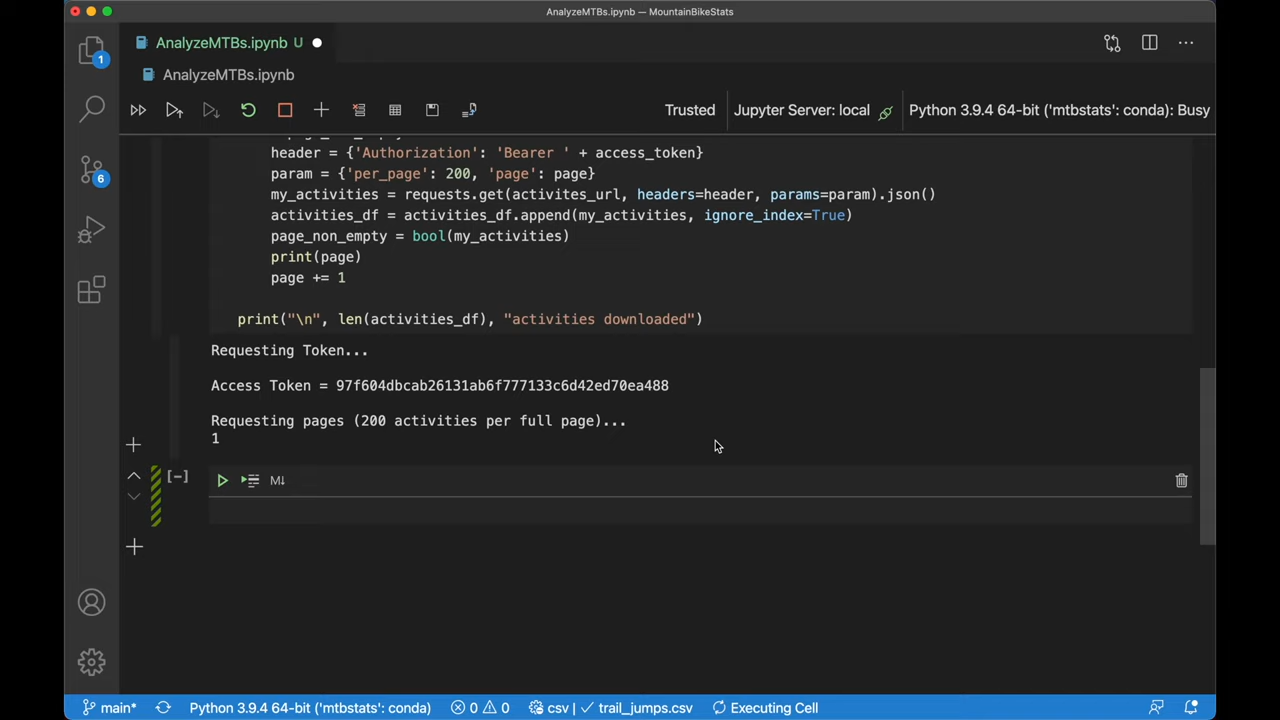 AnalyzeMTBs.ipynb — MountainBikeStats
AnalyzeMTBs.ipynb U
AnalyzeMTBs.ipynb
Trusted
Jupyter Server: local
Python 3.9.4 64-bit ('mtbstats': conda): Busy
header = {'Authorization': 'Bearer ' + access_token}
param = {'per_page': 200, 'page': page}
my_activities = requests.get(activites_url, headers=header, params=param).json()
activities_df = activities_df.append(my_activities, ignore_index=True)
page_non_empty = bool(my_activities)
print(page)
page += 1
print("\n", len(activities_df), "activities downloaded")
Requesting Token...
Access Token = 97f604dbcab26131ab6f777133c6d42ed70ea488
Requesting pages (200 activities per full page)...
1
[-]
M↓
1
6
main*
Python 3.9.4 64-bit ('mtbstats': conda)
0
0
csv | ✓ trail_jumps.csv
Executing Cell